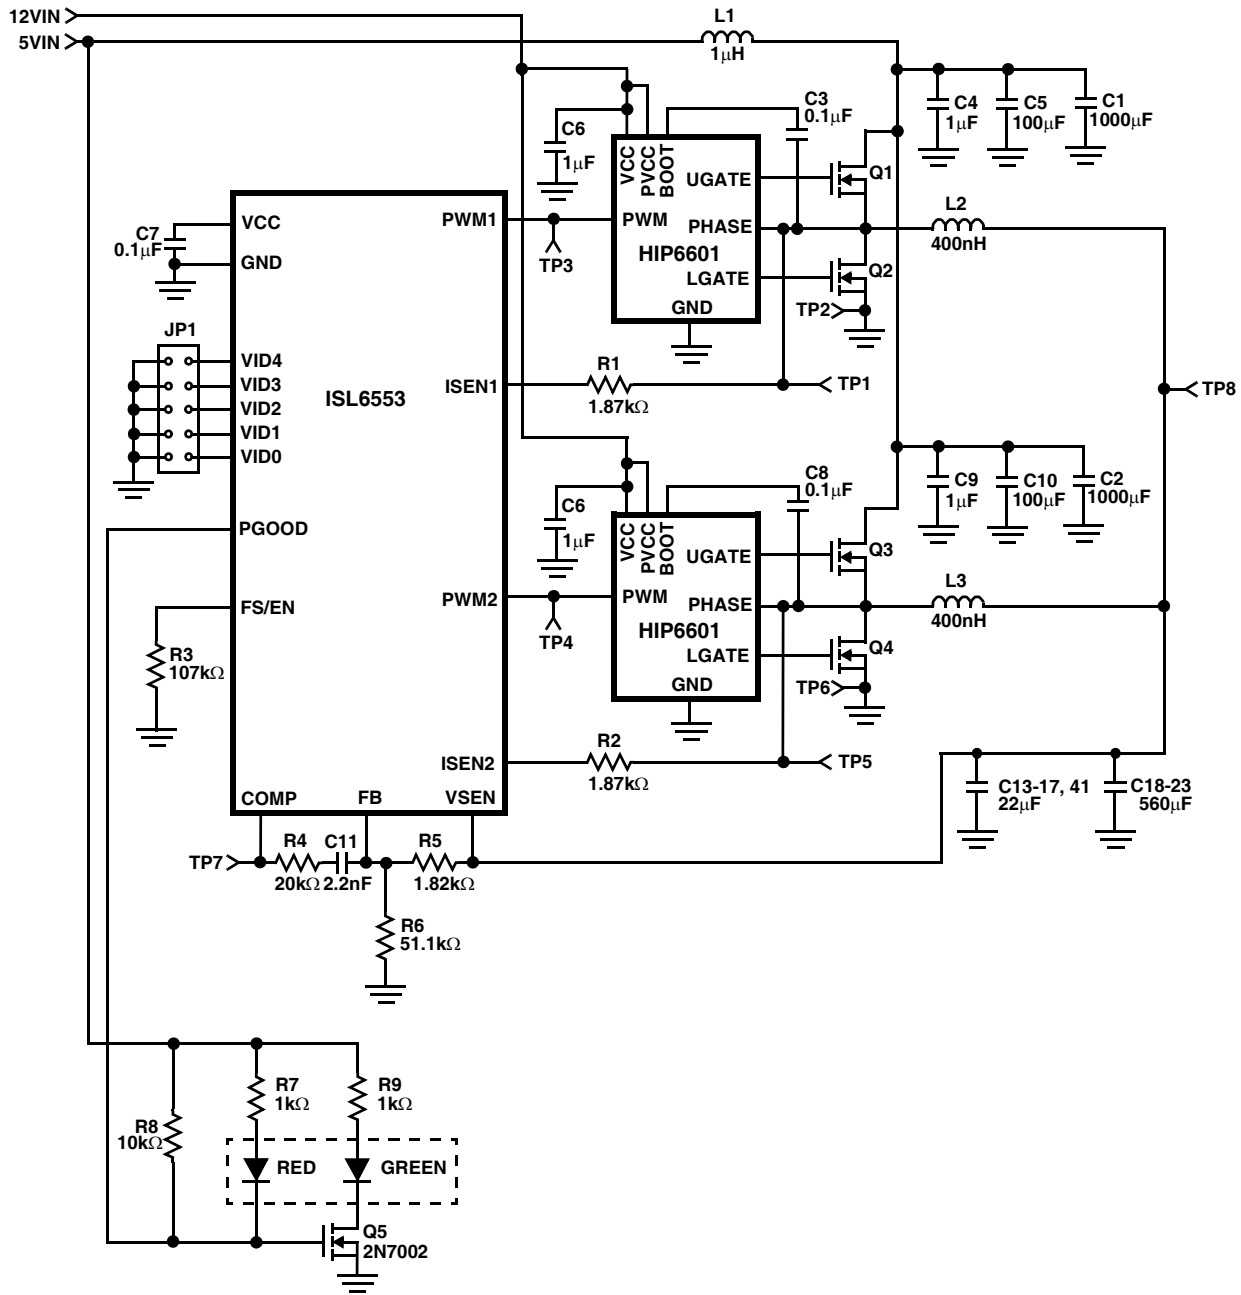 12VIN
5VIN
L1
1μH
C3
0.1μF
C4
1μF
C5
100μF
C1
1000μF
C6
1μF
VCC
PVCC
BOOT
UGATE
Q1
PWM
PHASE
HIP6601
LGATE
GND
L2
400nH
Q2
TP2
VCC
C7
0.1μF
GND
PWM1
TP3
JP1
VID4
VID3
VID2
VID1
VID0
ISL6553
ISEN1
R1
1.87kΩ
TP1
TP8
C6
1μF
C8
0.1μF
C9
1μF
C10
100μF
C2
1000μF
VCC
PVCC
BOOT
UGATE
Q3
PWM
PHASE
HIP6601
LGATE
GND
L3
400nH
Q4
TP6
PGOOD
FS/EN
R3
107kΩ
PWM2
TP4
ISEN2
R2
1.87kΩ
TP5
COMP
FB
VSEN
C13-17, 41
22μF
C18-23
560μF
TP7
R4
20kΩ
C11
2.2nF
R5
1.82kΩ
R6
51.1kΩ
R7
1kΩ
R9
1kΩ
R8
10kΩ
RED
GREEN
Q5
2N7002